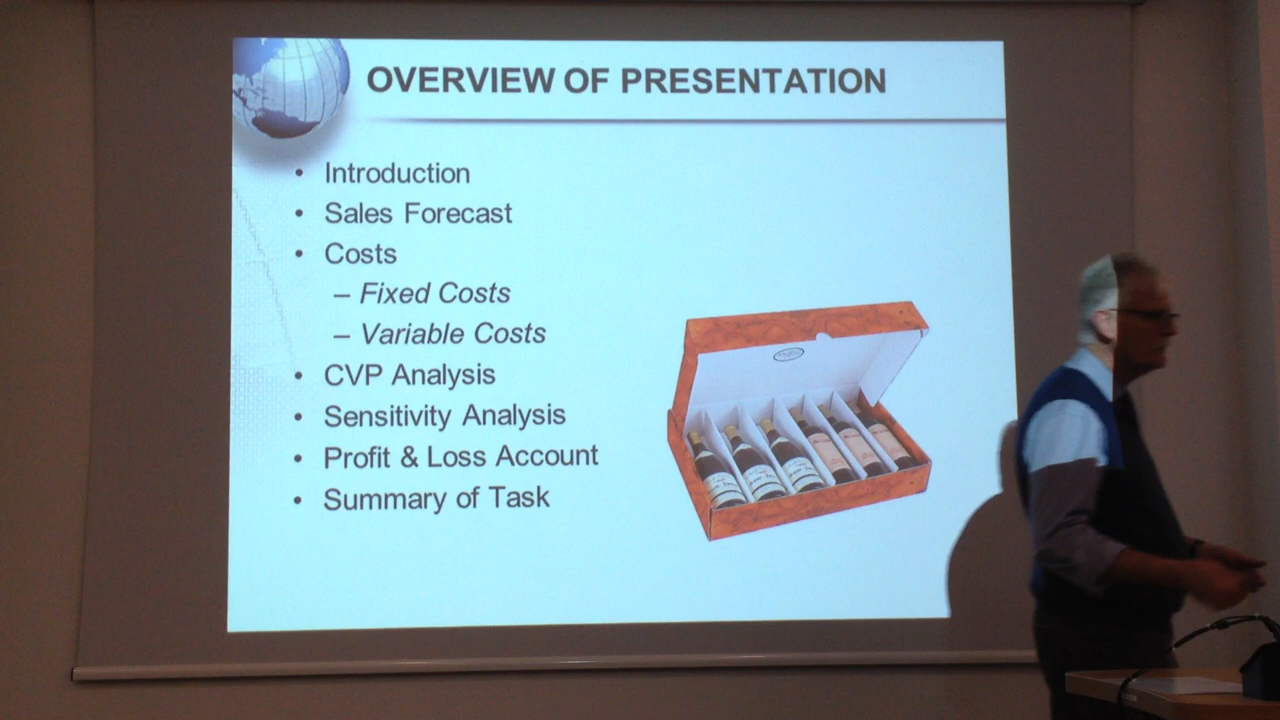 OVERVIEW OF PRESENTATION
• Introduction
• Sales Forecast
• Costs
– Fixed Costs
– Variable Costs
• CVP Analysis
• Sensitivity Analysis
• Profit & Loss Account
• Summary of Task